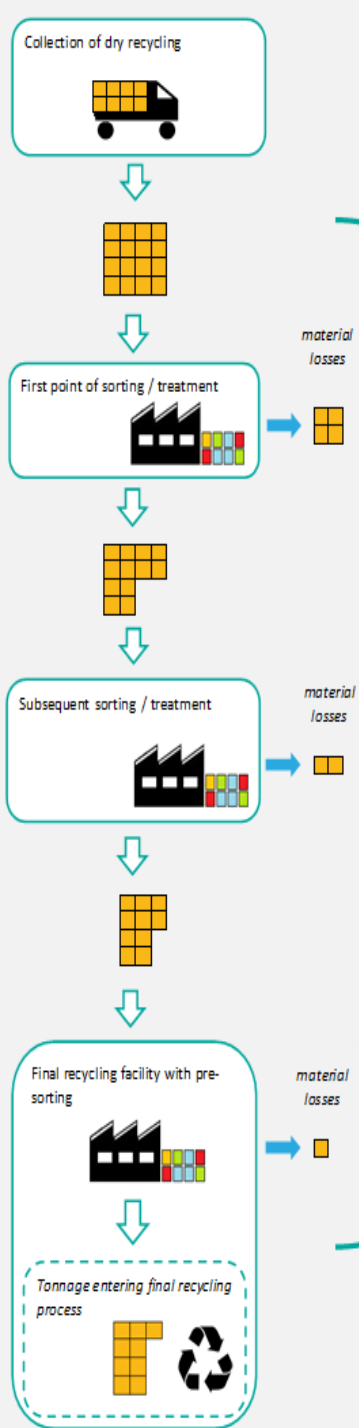 Collection of dry recycling
material
losses
First point of sorting / treatment
Subsequent sorting / treatment
material
losses
Final recycling facility with pre-
sorting
material
losses
Tonnage entering final recycling
process